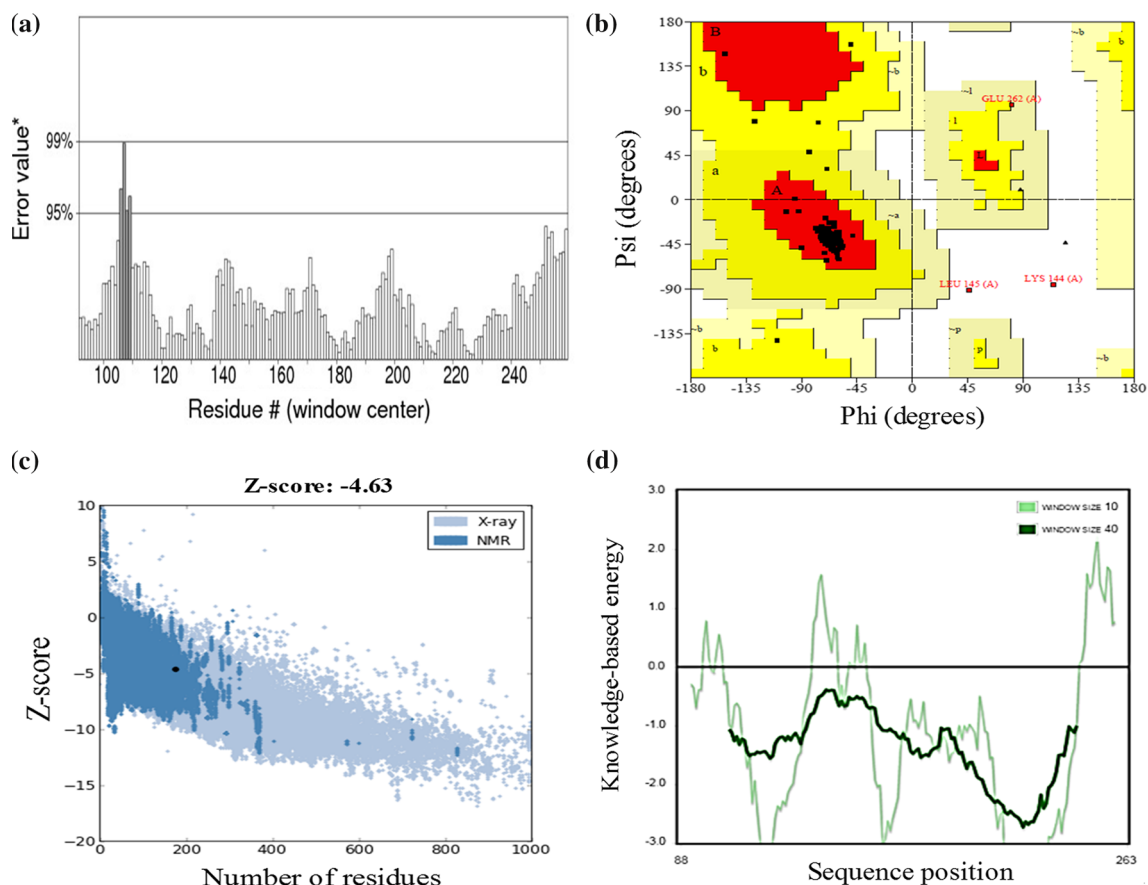 (a)
Error value*
99%
95%
100 120 140 160 180 200 220 240
Residue # (window center)
(b)
Psi (degrees)
180
135
90
45
0
-45
-90
-135
-180
B
b
~b
~b
b
~l
GLU 262 (A)
l
L
a
A
~a
LEU 145 (A)
LYS 144 (A)
~b
b
~p
p
~b
-180 -135 -90 -45 0 45 90 135 180
Phi (degrees)
(c)
Z-score: -4.63
Z-score
10
5
0
−5
−10
−15
−20
X-ray
NMR
0 200 400 600 800 1000
Number of residues
(d)
Knowledge-based energy
3.0
2.0
1.0
0.0
-1.0
-2.0
-3.0
WINDOW SIZE 10
WINDOW SIZE 40
88 263
Sequence position